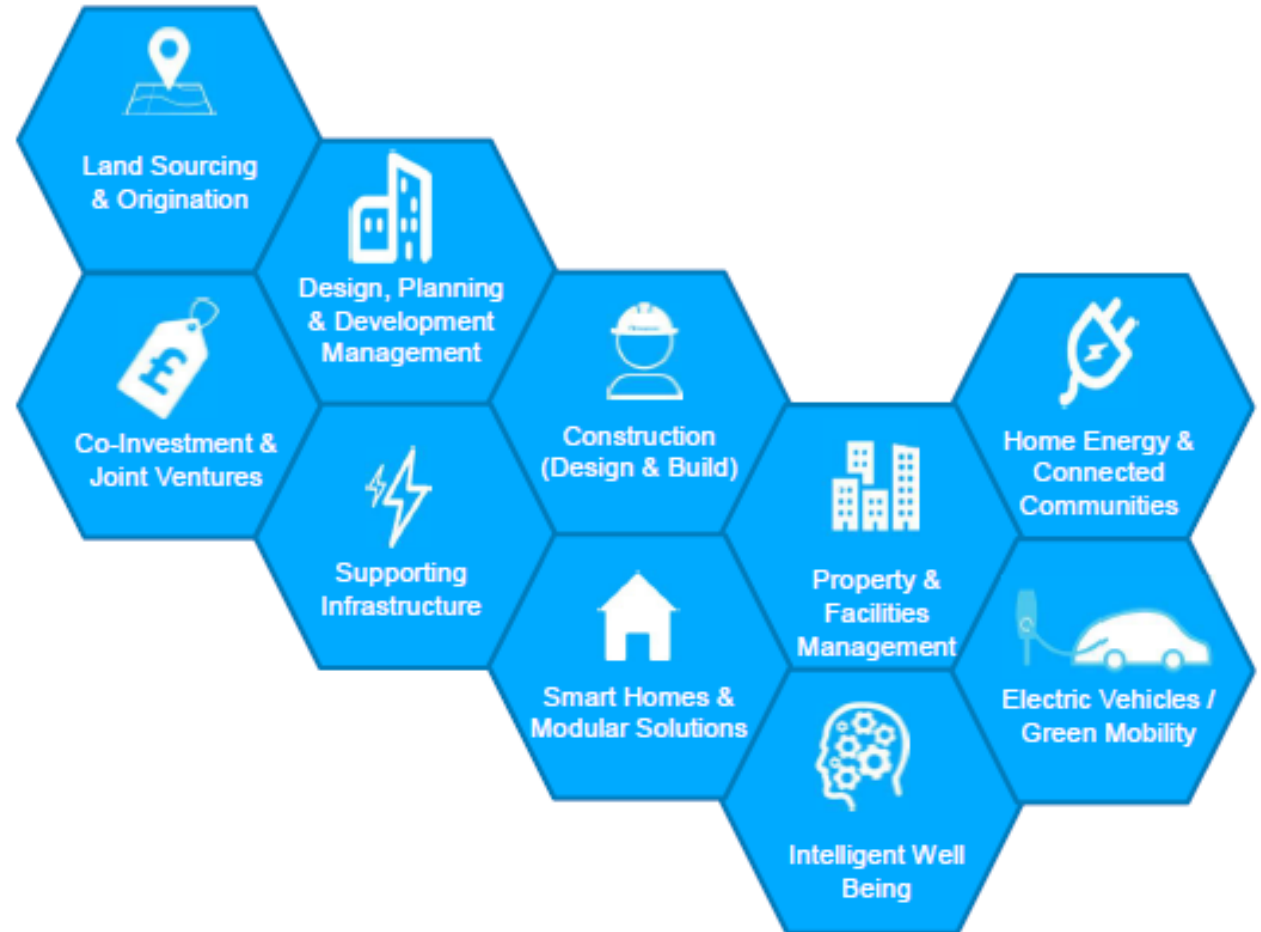 Land Sourcing
& Origination
Design, Planning
& Development
Management
Co-Investment &
Joint Ventures
Supporting
Infrastructure
Construction
(Design & Build)
Smart Homes &
Modular Solutions
Property &
Facilities
Management
Intelligent Well
Being
Home Energy &
Connected
Communities
Electric Vehicles /
Green Mobility